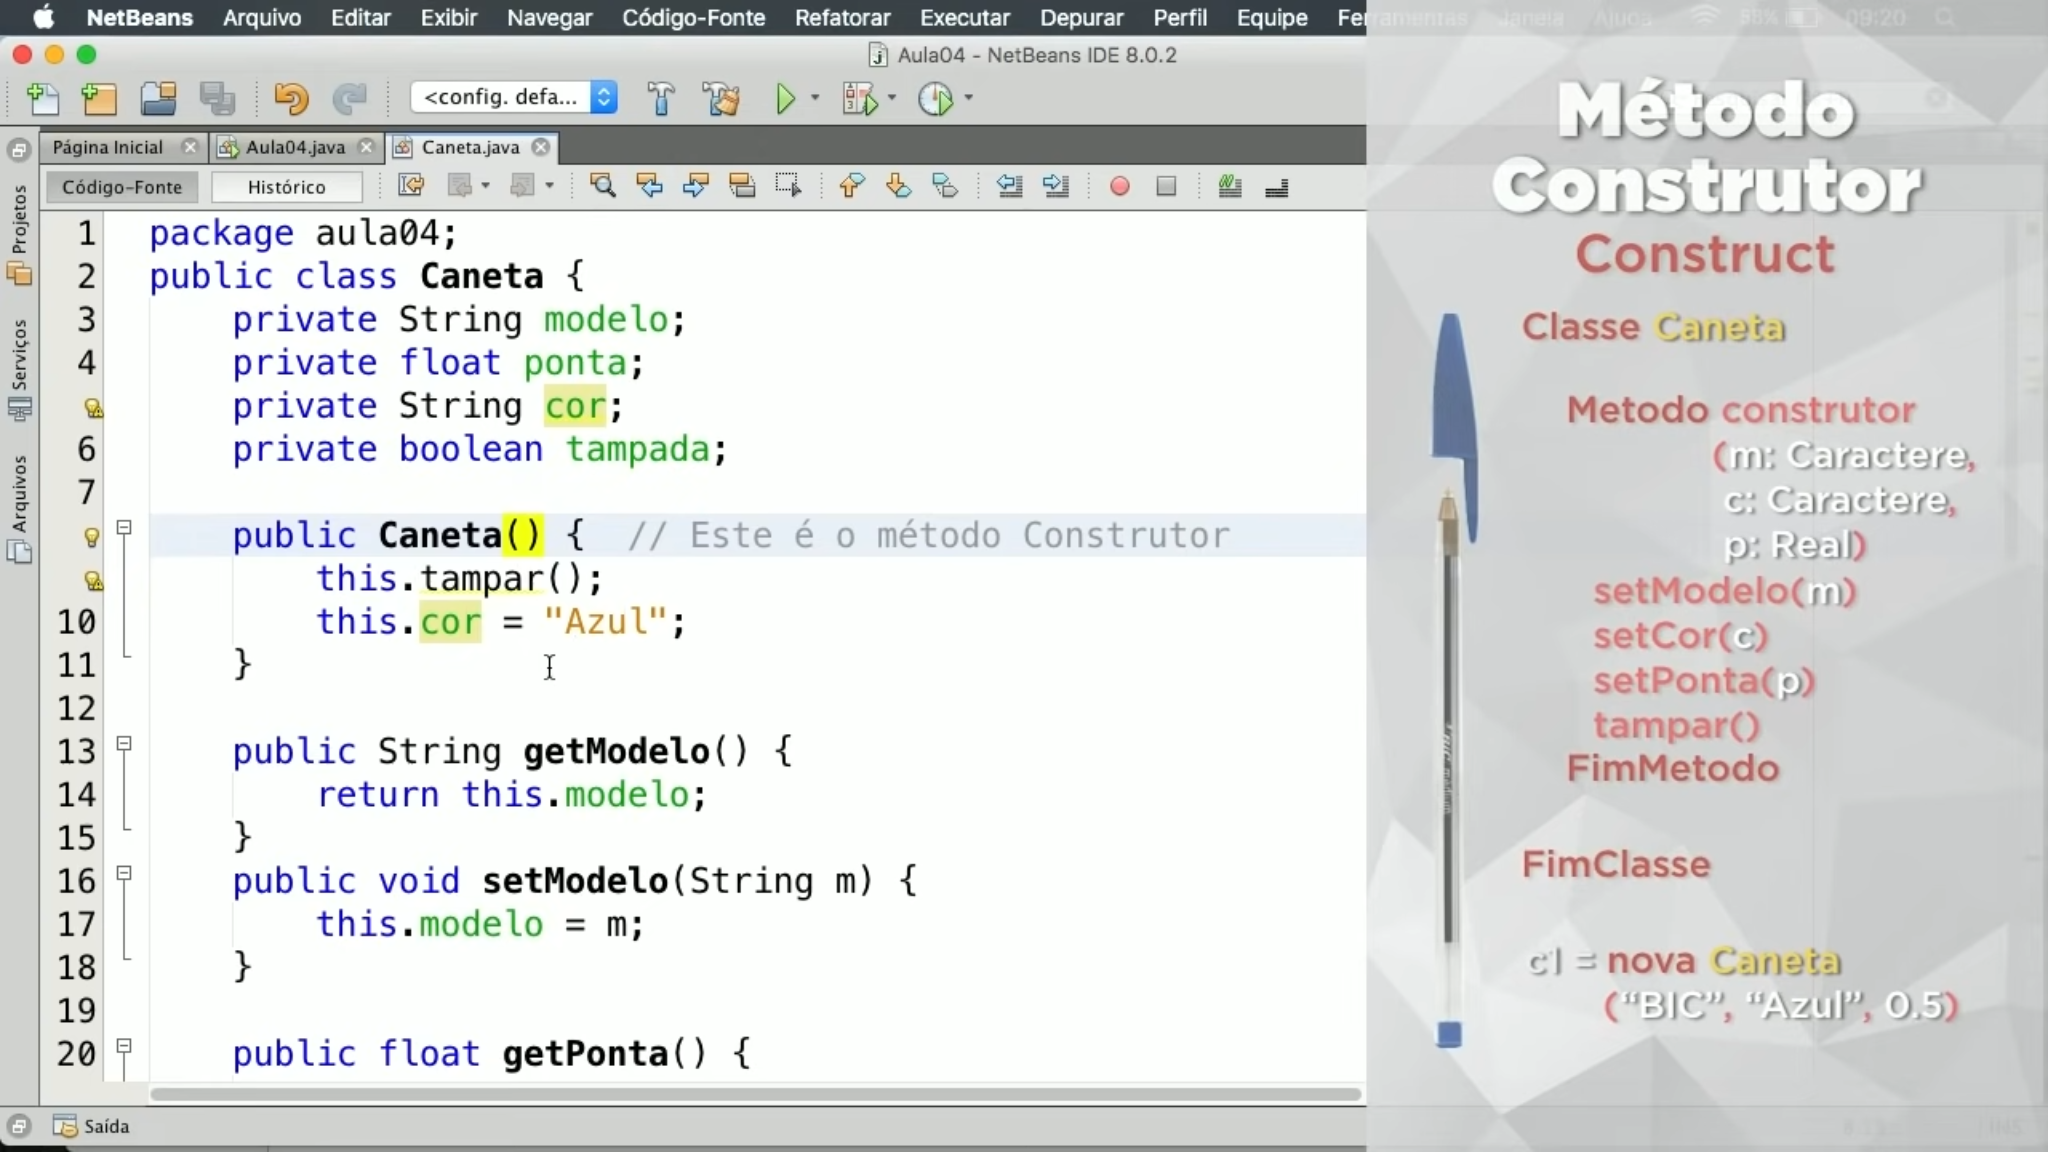 NetBeans Arquivo Editar Exibir Navegar Código-Fonte Refatorar Executar Depurar Perfil Equipe Ferramentas Janela Ajuda 09:20
Aula04 - NetBeans IDE 8.0.2
<config. defa...
Página Inicial Aula04.java Caneta.java
Código-Fonte Histórico
Projetos
Serviços
Arquivos
1 package aula04;
2 public class Caneta {
3 private String modelo;
4 private float ponta;
private String cor;
6 private boolean tampada;
7
public Caneta() { // Este é o método Construtor
this.tampar();
10 this.cor = "Azul";
11 }
12
13 public String getModelo() {
14 return this.modelo;
15 }
16 public void setModelo(String m) {
17 this.modelo = m;
18 }
19
20 public float getPonta() {
Saída
Método
Construtor
Construct
Classe Caneta
Metodo construtor
(m: Caractere,
c: Caractere,
p: Real)
setModelo(m)
setCor(c)
setPonta(p)
tampar()
FimMetodo
FimClasse
c1 = nova Caneta
(“BIC”, “Azul”, 0.5)